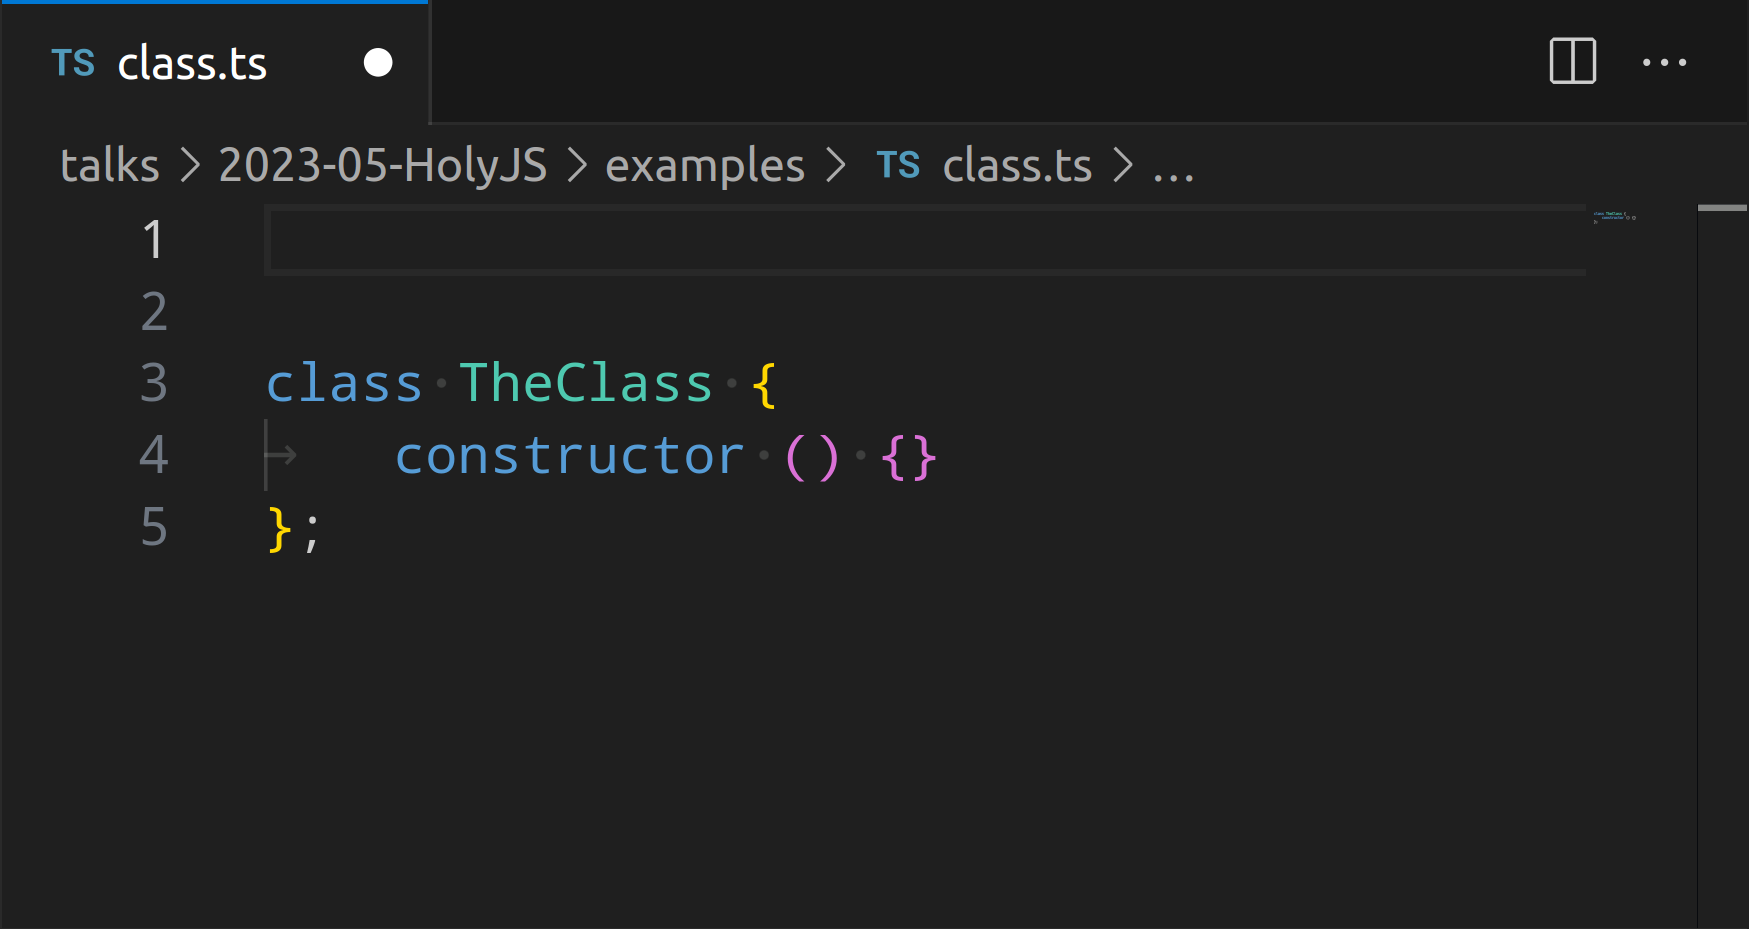 TS class.ts
talks > 2023-05-HolyJS > examples > TS class.ts > ...
1
2
3 class TheClass {
4 constructor () {}
5 };